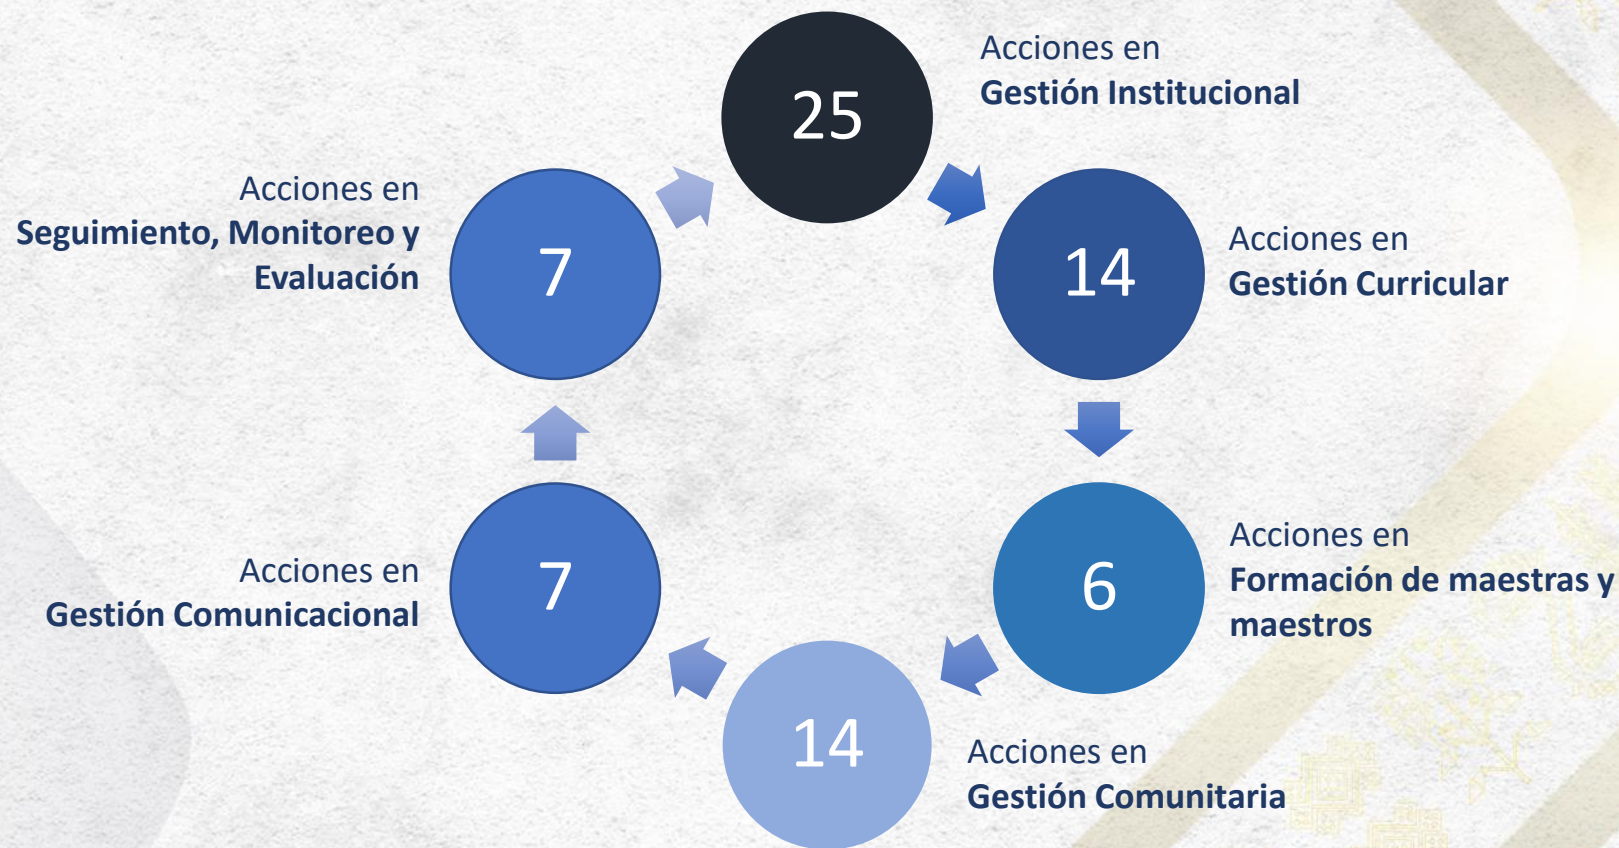 25
Acciones en
Gestión Institucional
14
Acciones en
Gestión Curricular
6
Acciones en
Formación de maestras y
maestros
14
Acciones en
Gestión Comunitaria
7
Acciones en
Gestión Comunicacional
7
Acciones en
Seguimiento, Monitoreo y
Evaluación